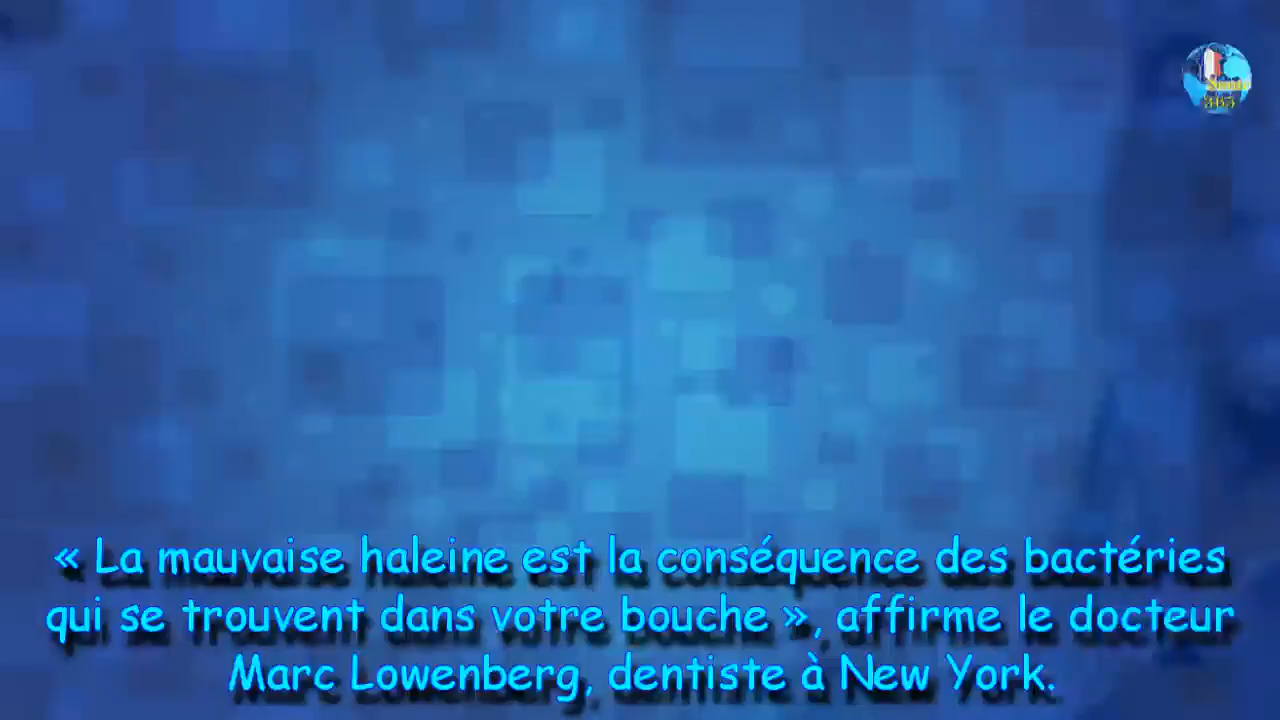 365
« La mauvaise haleine est la conséquence des bactéries
qui se trouvent dans votre bouche », affirme le docteur
Marc Lowenberg, dentiste à New York.